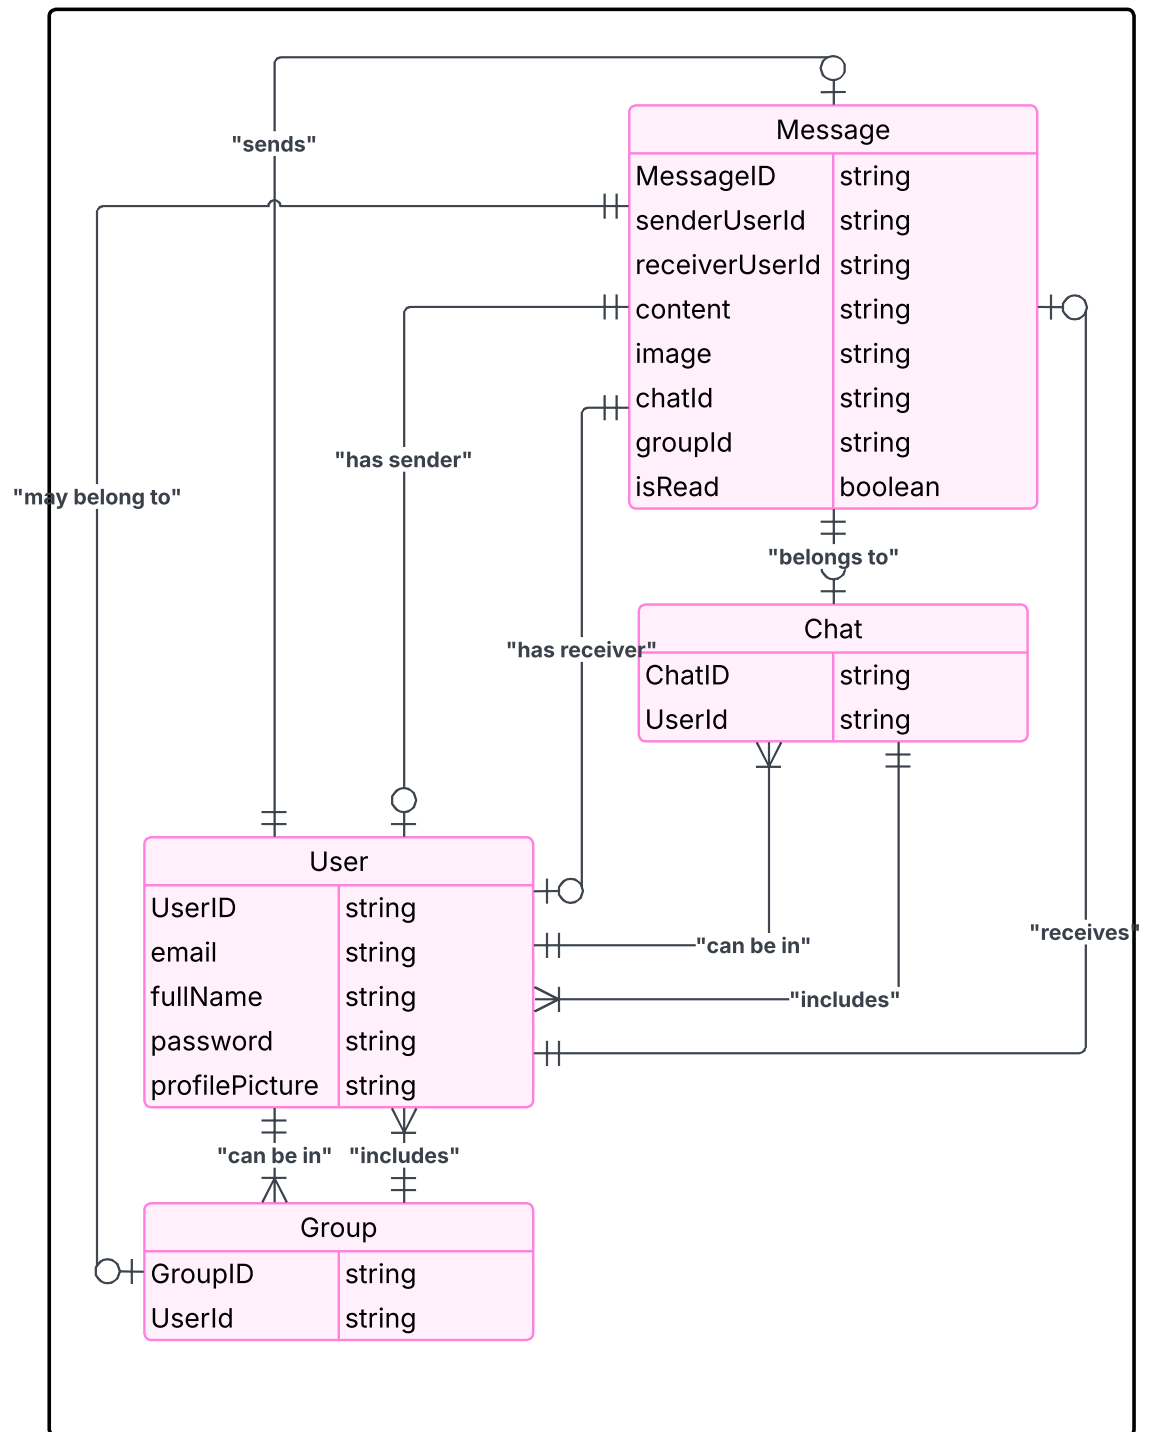 "sends"
Message
MessageID string
senderUserId string
receiverUserId string
content string
image string
chatId string
groupId string
isRead boolean
"has sender"
"may belong to"
"belongs to"
Chat
"has receiver"
ChatID string
UserId string
User
UserID string
email string
fullName string
password string
profilePicture string
"receives"
"can be in"
"includes"
"can be in" "includes"
Group
GroupID string
UserId string